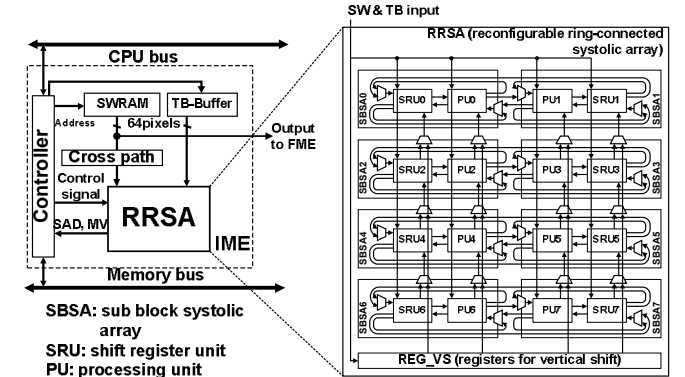 CPU bus
Controller
SWRAM
TB-Buffer
Address
64pixels
Output
to FME
Cross path
Control
signal
RRSA
SAD, MV
IME
Memory bus
SBSA: sub block systolic
array
SRU: shift register unit
PU: processing unit
SW & TB input
RRSA (reconfigurable ring-connected
systolic array)
SBSA0
SRU0
PU0
PU1
SRU1
SBSA1
SBSA2
SRU2
PU2
PU3
SRU3
SBSA3
SBSA4
SRU4
PU4
PU5
SRU5
SBSA5
SBSA6
SRU6
PU6
PU7
SRU7
SBSA7
REG_VS (registers for vertical shift)